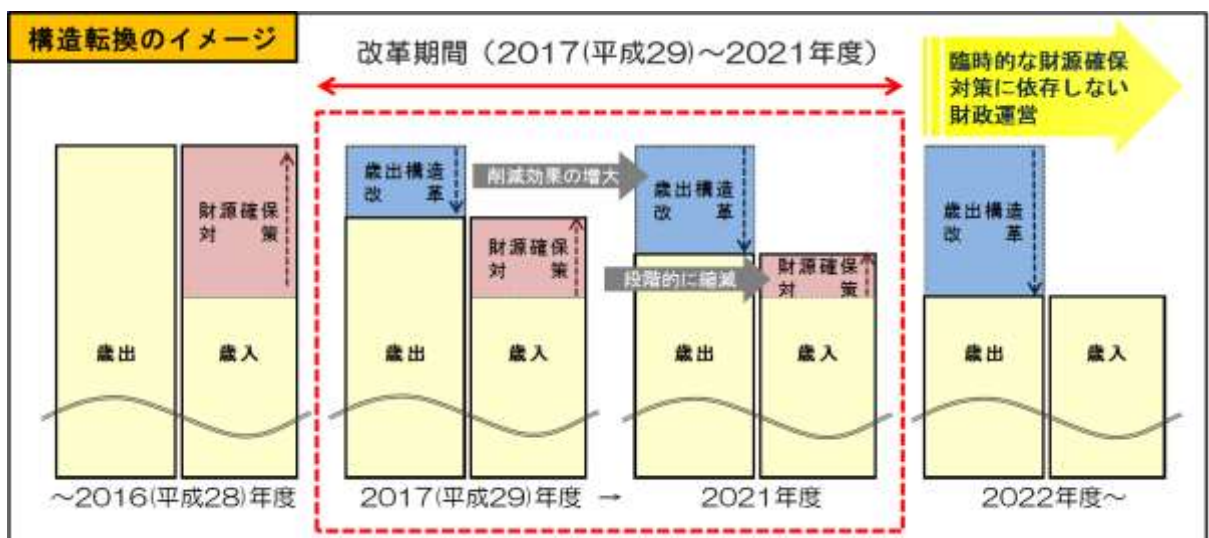 構造転換のイメージ
改革期間（2017(平成29)～2021年度）
臨時的な財源確保
対策に依存しない
財政運営
財源確保
対策
歳出
歳入
～2016(平成28)年度
歳出構造
改革
削減効果の増大
財源確保
対策
歳出
歳入
2017(平成29)年度 →
歳出構造
改革
段階的に縮減
財源確保
対策
歳出
歳入
2021年度
歳出構造
改革
歳出
歳入
2022年度～